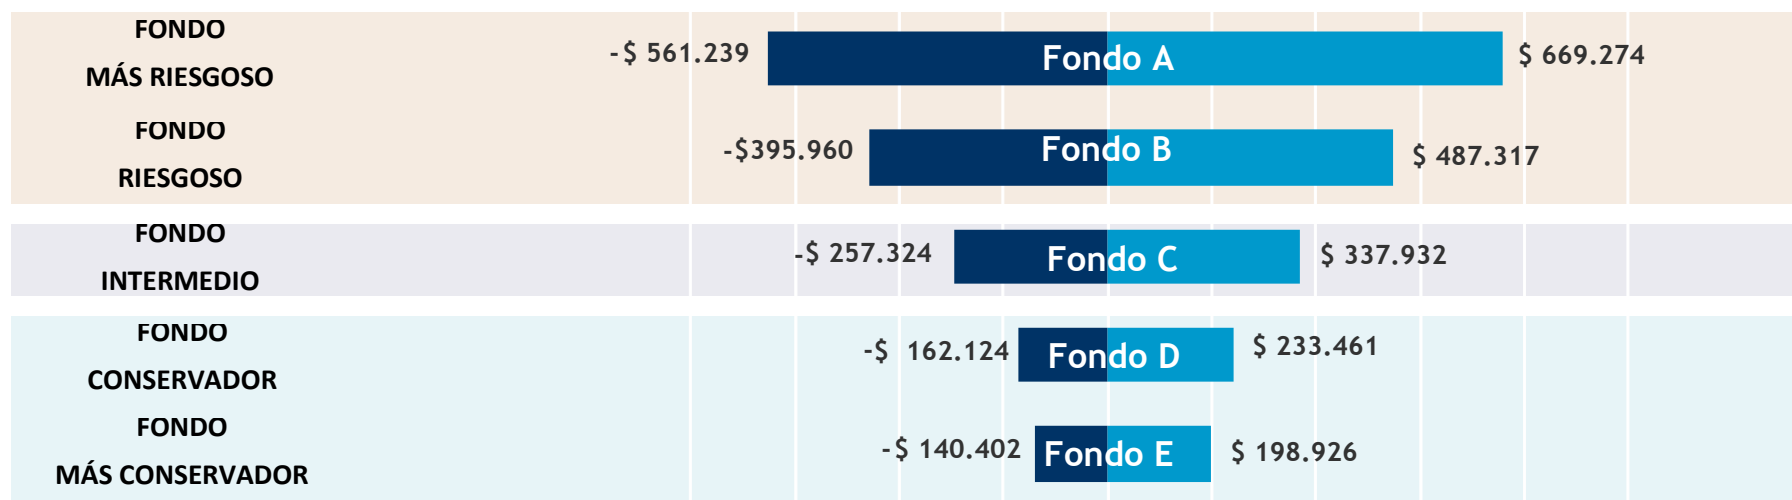 FONDO
MÁS RIESGOSO
-$ 561.239
Fondo A
$ 669.274
FONDO
RIESGOSO
-$395.960
Fondo B
$ 487.317
FONDO
INTERMEDIO
-$ 257.324
Fondo C
$ 337.932
FONDO
CONSERVADOR
-$ 162.124
Fondo D
$ 233.461
FONDO
MÁS CONSERVADOR
-$ 140.402
Fondo E
$ 198.926